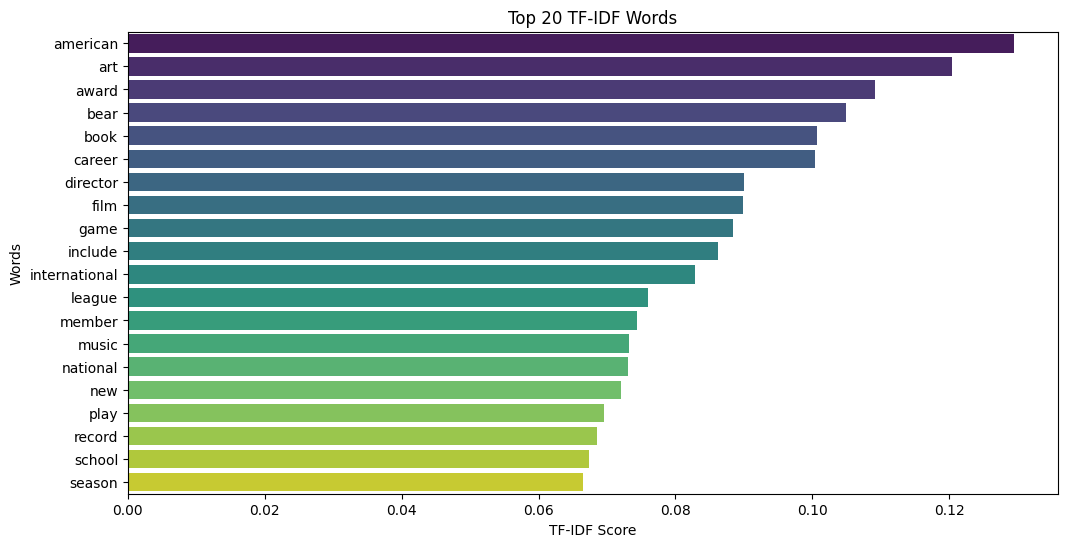 Top 20 TF-IDF Words
Words
american
art
award
bear
book
career
director
film
game
include
international
league
member
music
national
new
play
record
school
season
0.00 0.02 0.04 0.06 0.08 0.10 0.12
TF-IDF Score